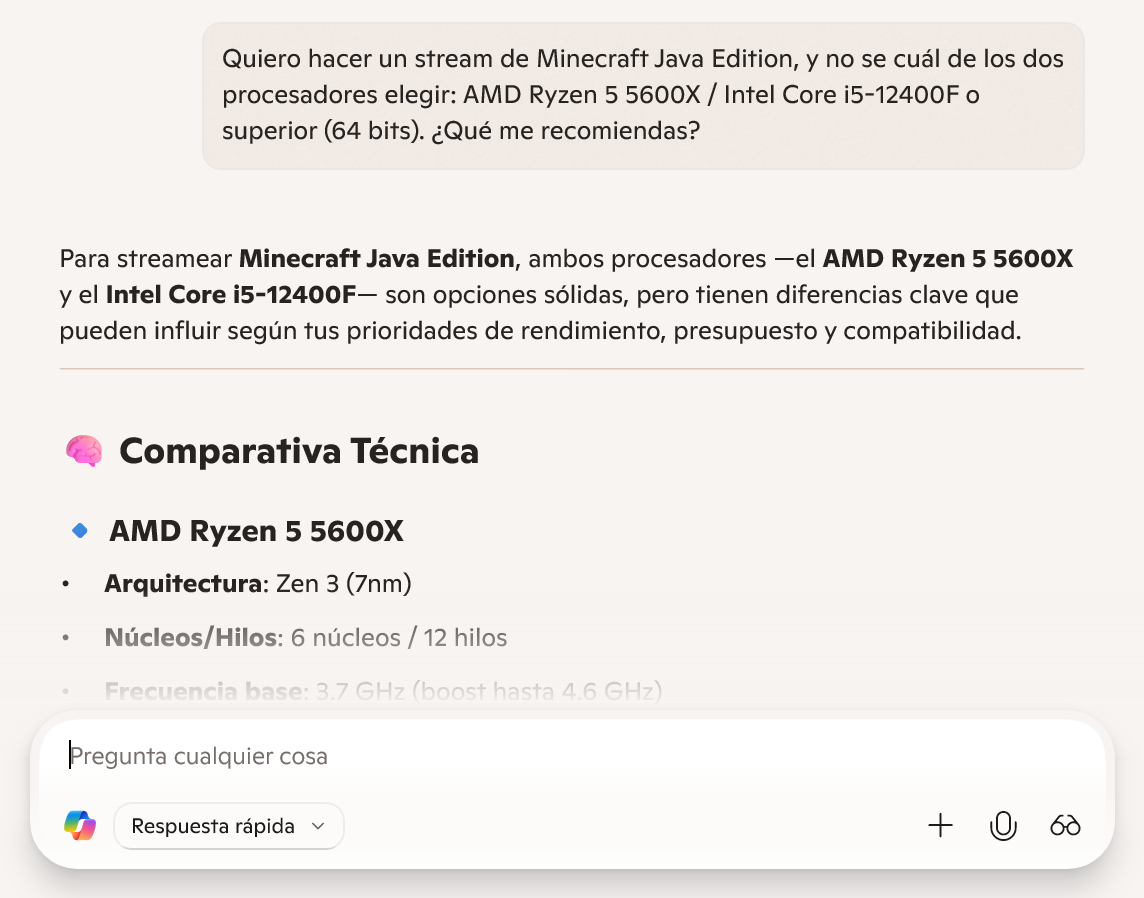 Quiero hacer un stream de Minecraft Java Edition, y no se cuál de los dos
procesadores elegir: AMD Ryzen 5 5600X / Intel Core i5-12400F o
superior (64 bits). ¿Qué me recomiendas?
Para streamear Minecraft Java Edition, ambos procesadores —el AMD Ryzen 5 5600X
y el Intel Core i5-12400F— son opciones sólidas, pero tienen diferencias clave que
pueden influir según tus prioridades de rendimiento, presupuesto y compatibilidad.
🧠 Comparativa Técnica
🔹 AMD Ryzen 5 5600X
• Arquitectura: Zen 3 (7nm)
• Núcleos/Hilos: 6 núcleos / 12 hilos
• Frecuencia base: 3.7 GHz (boost hasta 4.6 GHz)
Pregunta cualquier cosa
Respuesta rápida